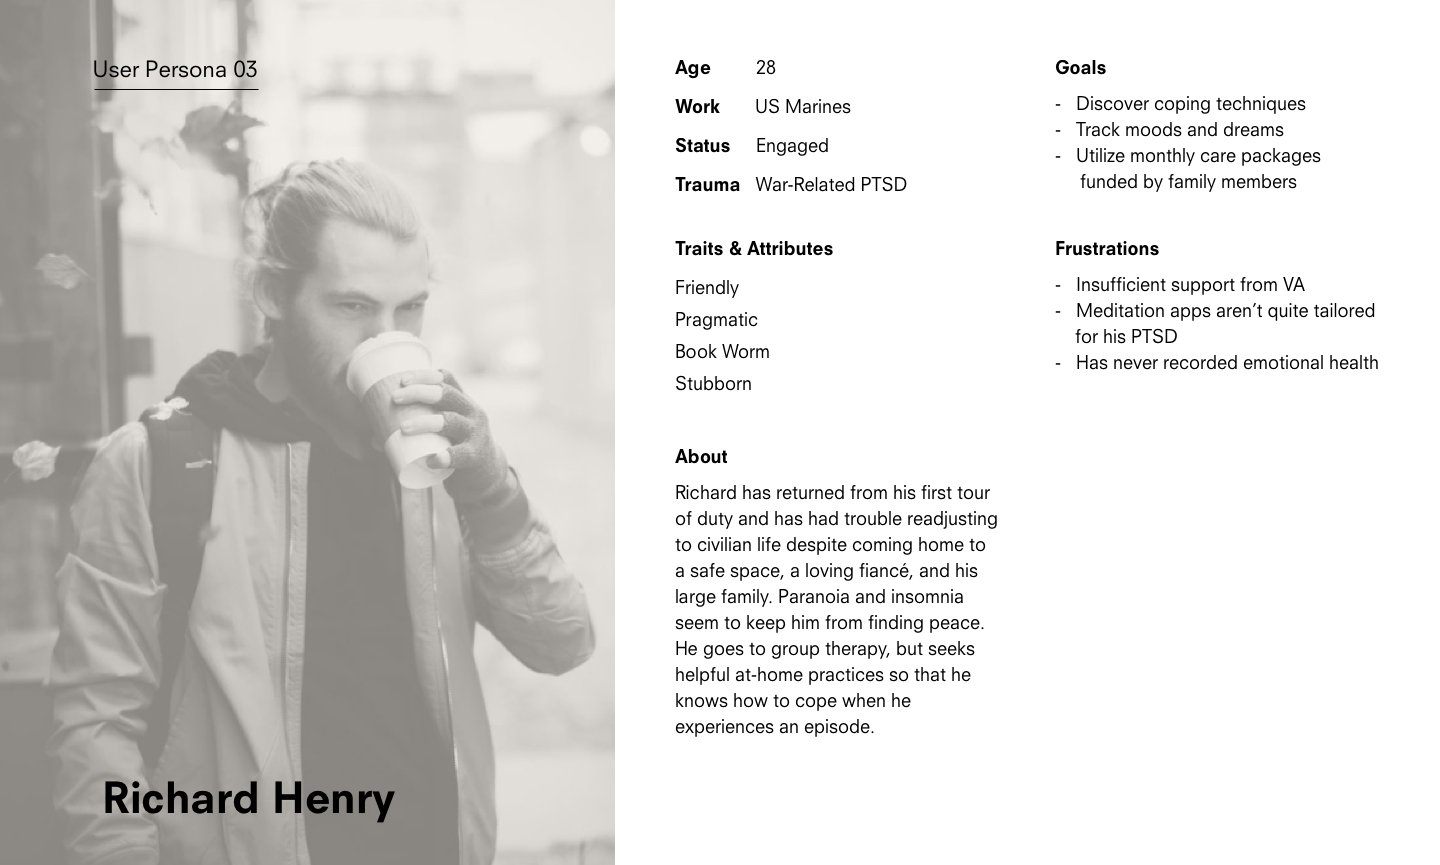 User Persona 03
Richard Henry
Age 28
Work US Marines
Status Engaged
Trauma War-Related PTSD
Traits & Attributes
Friendly
Pragmatic
Book Worm
Stubborn
About
Richard has returned from his first tour
of duty and has had trouble readjusting
to civilian life despite coming home to
a safe space, a loving fiancé, and his
large family. Paranoia and insomnia
seem to keep him from finding peace.
He goes to group therapy, but seeks
helpful at-home practices so that he
knows how to cope when he
experiences an episode.
Goals
- Discover coping techniques
- Track moods and dreams
- Utilize monthly care packages
funded by family members
Frustrations
- Insufficient support from VA
- Meditation apps aren’t quite tailored
for his PTSD
- Has never recorded emotional health